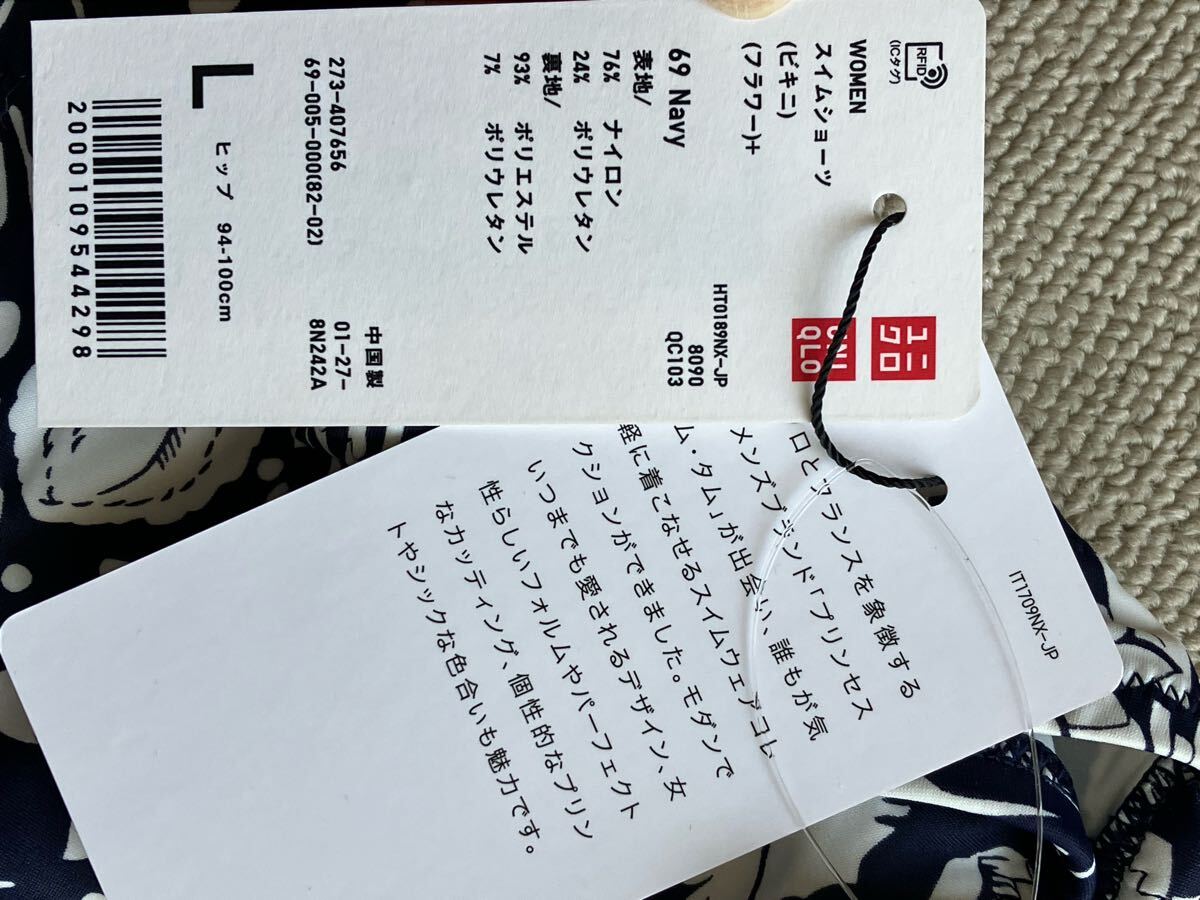 RFID
(ICタグ)
WOMEN
スイムショーツ
(ビキニ)
(フラワー)+
ユニクロ
UNI
QLO
69 Navy
HT0189NX-JP
8090
QC103
表地/
76% ナイロン
24% ポリウレタン
裏地/
93% ポリエステル
7% ポリウレタン
中国製
273-407656
01-27-
69-005-000(82-02)
8N242A
L
ヒップ 94-100cm
2000109544298
IT1709NX-JP
ロとフランスを象徴する
メンズブランド「プリンセス
ム・タム」が出会い、誰もが気
軽に着こなせるスイムウェアコレ
クションができました。モダンで
いつまでも愛されるデザイン、女
性らしいフォルムやパーフェクト
なカッティング、個性的なプリン
トやシックな色合いも魅力です。